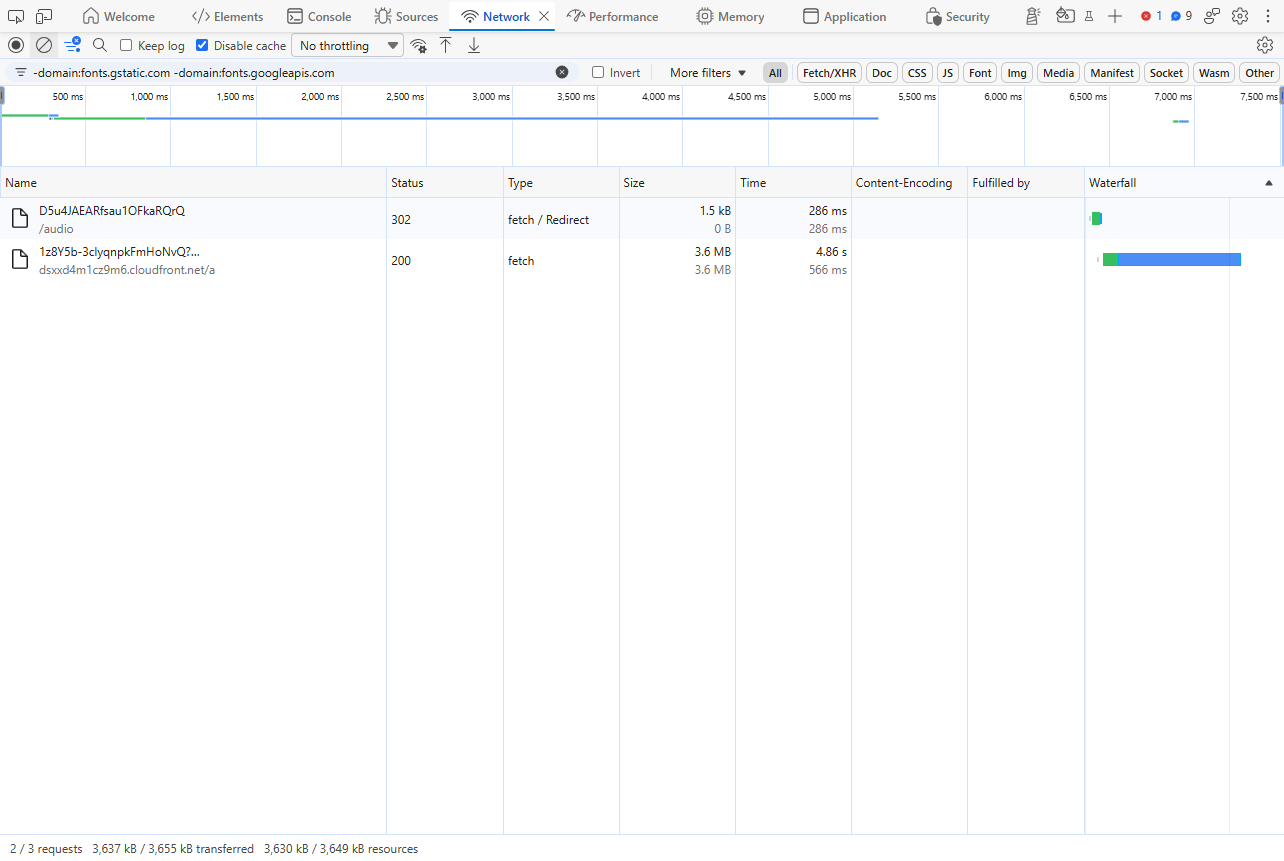 Welcome Elements Console Sources Network Performance Memory Application Security 1 9
Keep log Disable cache No throttling
-domain:fonts.gstatic.com -domain:fonts.googleapis.com Invert More filters All Fetch/XHR Doc CSS JS Font Img Media Manifest Socket Wasm Other
500 ms 1,000 ms 1,500 ms 2,000 ms 2,500 ms 3,000 ms 3,500 ms 4,000 ms 4,500 ms 5,000 ms 5,500 ms 6,000 ms 6,500 ms 7,000 ms 7,500 ms
Name Status Type Size Time Content-Encoding Fulfilled by Waterfall
D5u4JAEARfsau1OFkaRQrQ 302 fetch / Redirect 1.5 kB 286 ms
/audio 0 B 286 ms
1z8Y5b-3clyqnpkFmHoNvQ?... 200 fetch 3.6 MB 4.86 s
dsxxd4m1cz9m6.cloudfront.net/a 3.6 MB 566 ms
2 / 3 requests 3,637 kB / 3,655 kB transferred 3,630 kB / 3,649 kB resources